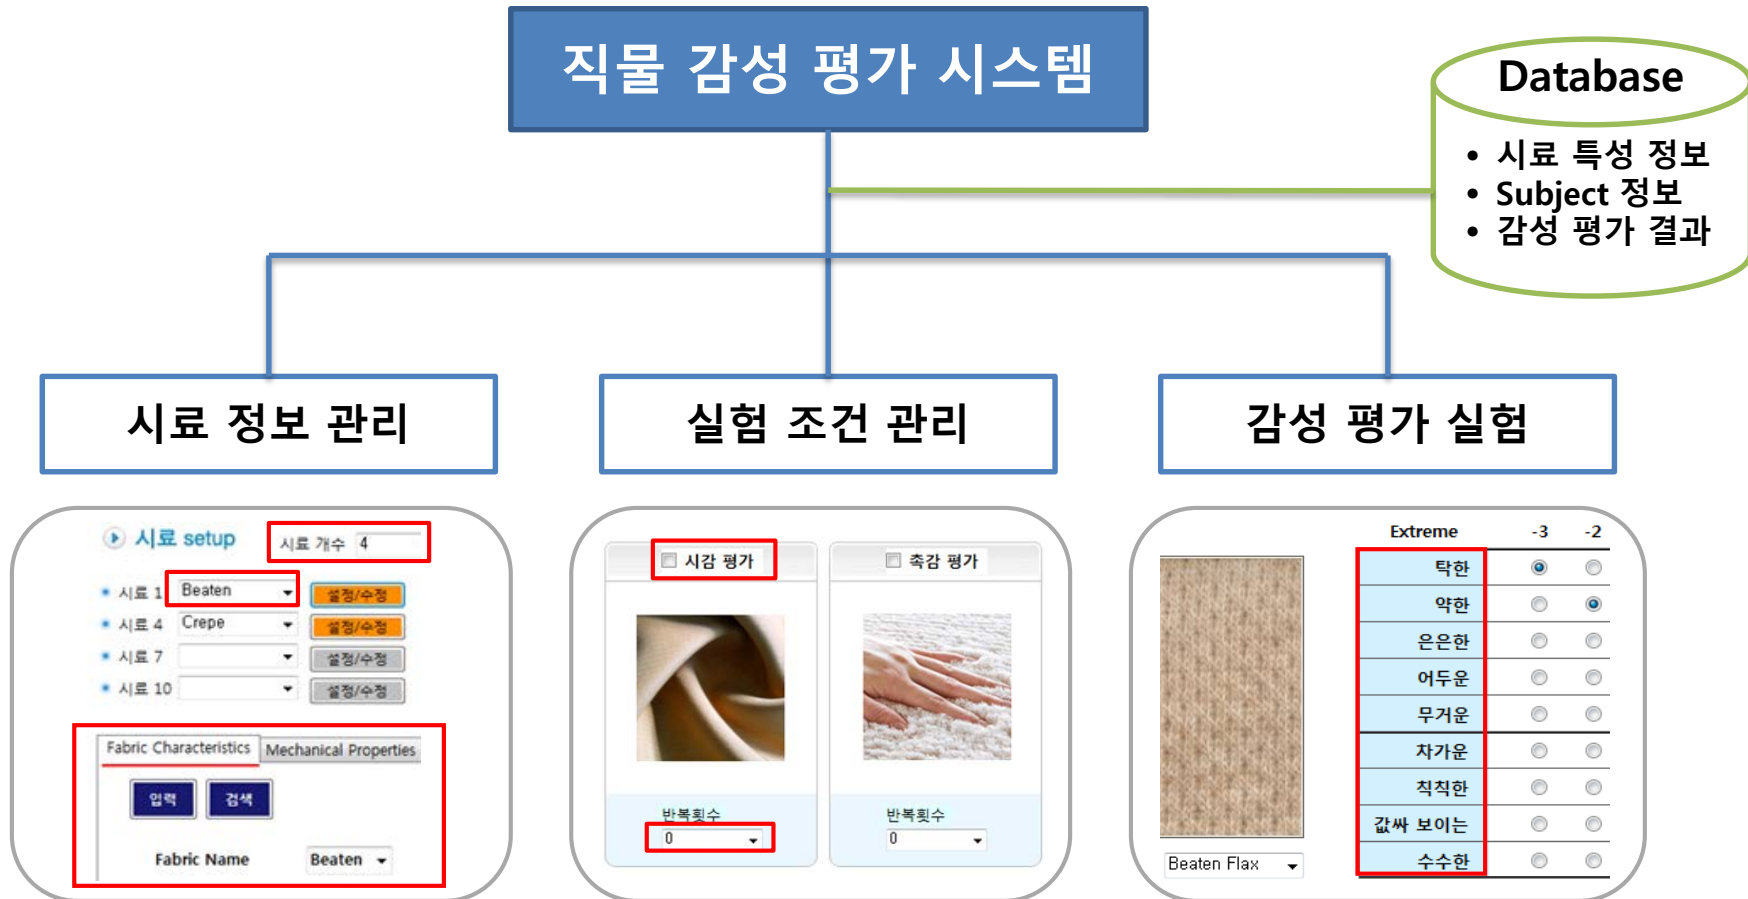 직물 감성 평가 시스템
Database
• 시료 특성 정보
• Subject 정보
• 감성 평가 결과
시료 정보 관리
실험 조건 관리
감성 평가 실험
시료 setup
시료 개수 4
시료 1 Beaten 설정/수정
시료 4 Crepe 설정/수정
시료 7 설정/수정
시료 10 설정/수정
Fabric Characteristics Mechanical Properties
입력 검색
Fabric Name Beaten
시감 평가
반복횟수
0
촉감 평가
반복횟수
0
Beaten Flax
Extreme -3 -2
탁한
약한
은은한
어두운
무거운
차가운
칙칙한
값싸 보이는
수수한